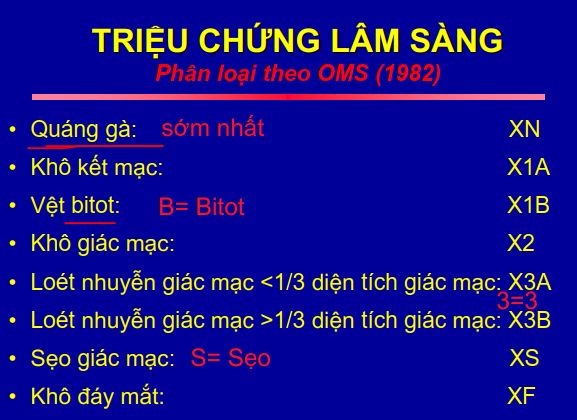 TRIỆU CHỨNG LÂM SÀNG
Phân loại theo OMS (1982)
• Quáng gà: sớm nhất XN
• Khô kết mạc: X1A
• Vệt bitot: B= Bitot X1B
• Khô giác mạc: X2
• Loét nhuyễn giác mạc <1/3 diện tích giác mạc: X3A
3=3
• Loét nhuyễn giác mạc >1/3 diện tích giác mạc: X3B
• Sẹo giác mạc: S= Sẹo XS
• Khô đáy mắt: XF